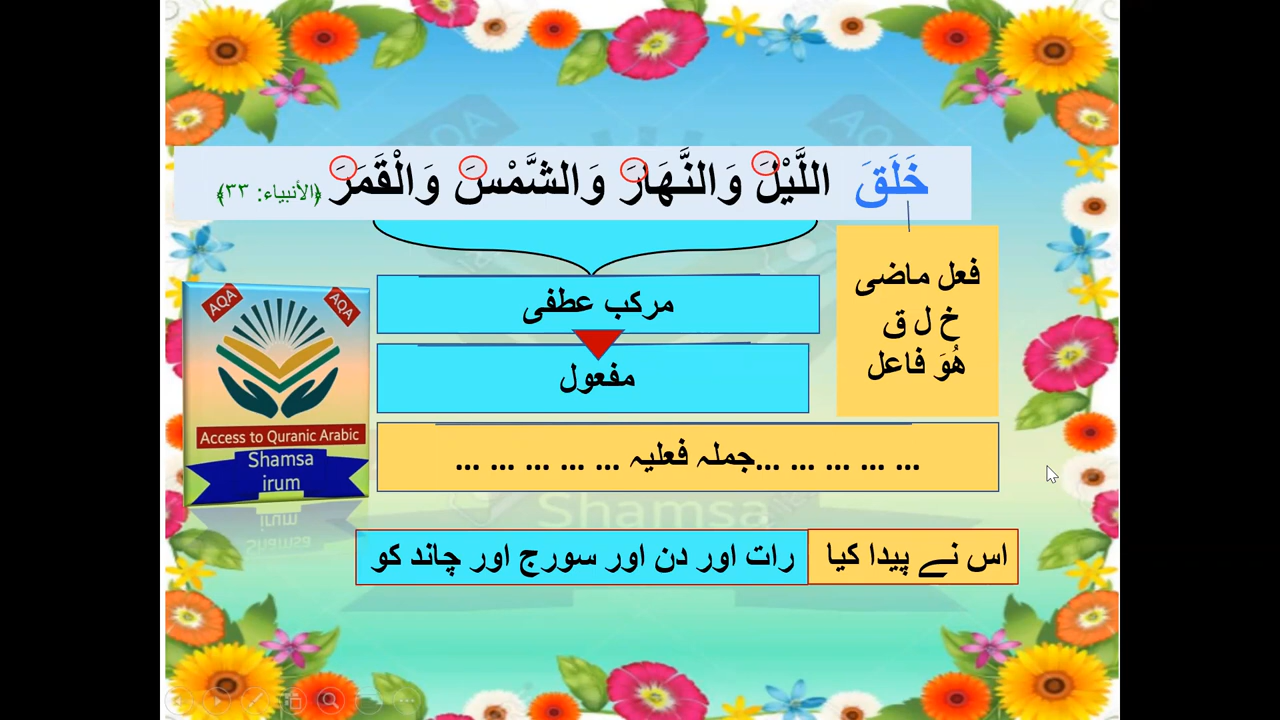 خَلَقَ اللَّيْلَ وَالنَّهَارَ وَالشَّمْسَ وَالْقَمَرَ ﴿الأنبياء: ٣٣﴾
فعل ماضی
خ ل ق
هُوَ فاعل
مرکب عطفی
مفعول
... ... ... ... ...جملہ فعلیہ ... ... ... ... ...
اس نے پیدا کیا رات اور دن اور سورج اور چاند کو
AQA AQA
Access to Quranic Arabic
Shamsa
irum
Shamsa